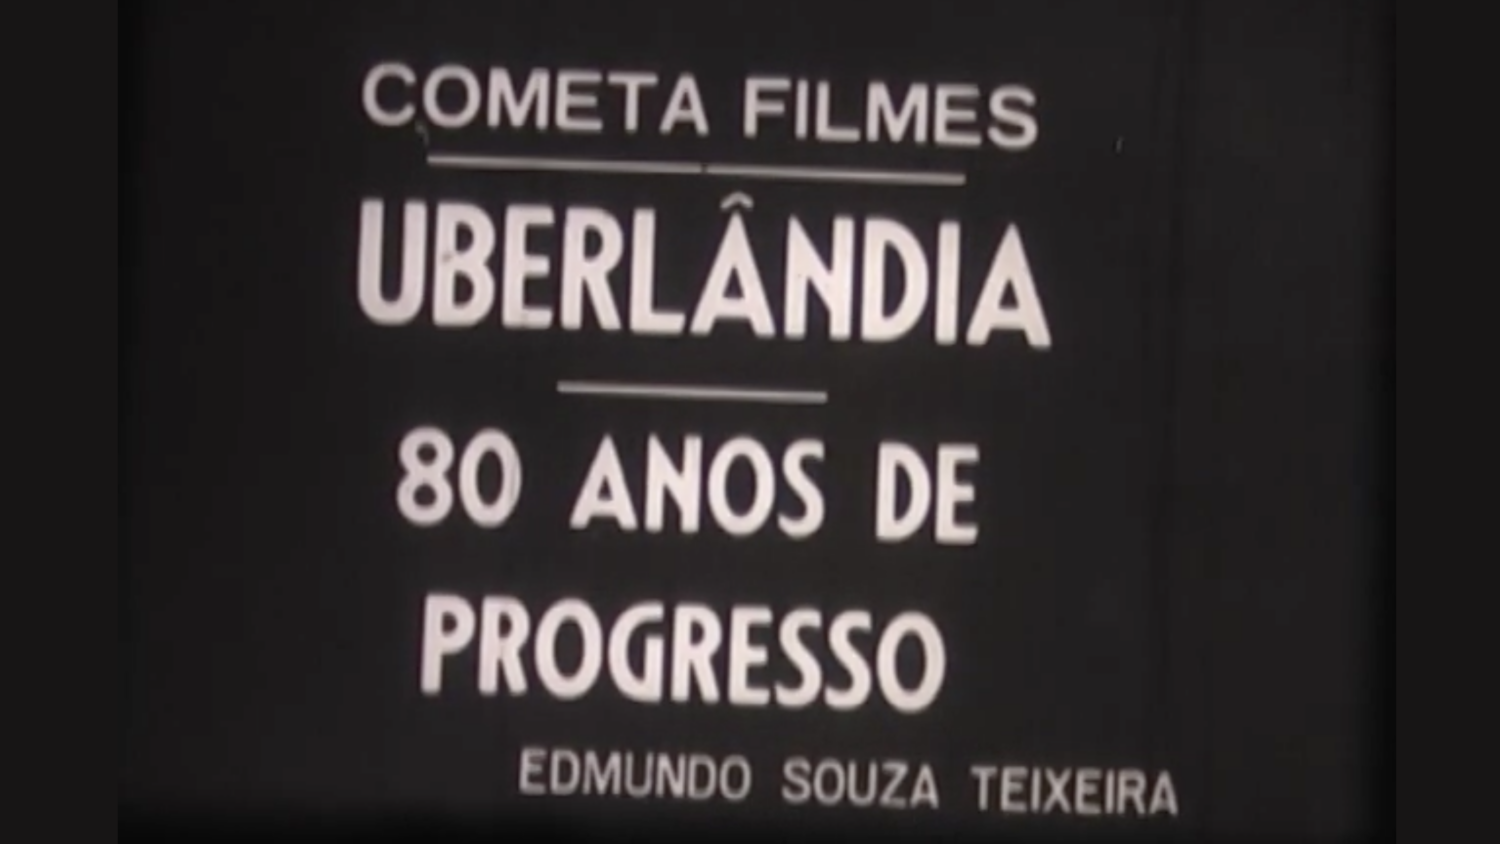 COMETA FILMES
UBERLÂNDIA
80 ANOS DE
PROGRESSO
EDMUNDO SOUZA TEIXEIRA